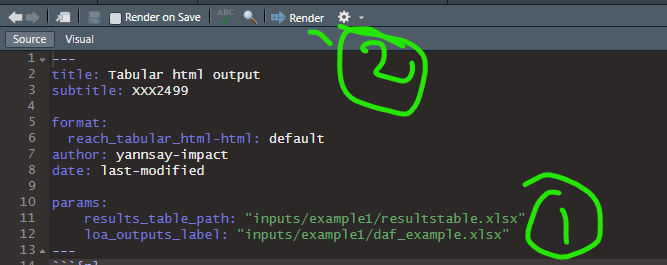 Render on Save
ABC
Render
Source Visual
2
1 ---
2 title: Tabular html output
3 subtitle: XXX2499
4
5 format:
6 reach_tabular_html-html: default
7 author: yannsay-impact
8 date: last-modified
9
10 params:
11 results_table_path: "inputs/example1/resultstable.xlsx"
12 loa_outputs_label: "inputs/example1/daf_example.xlsx"
1
13 ---